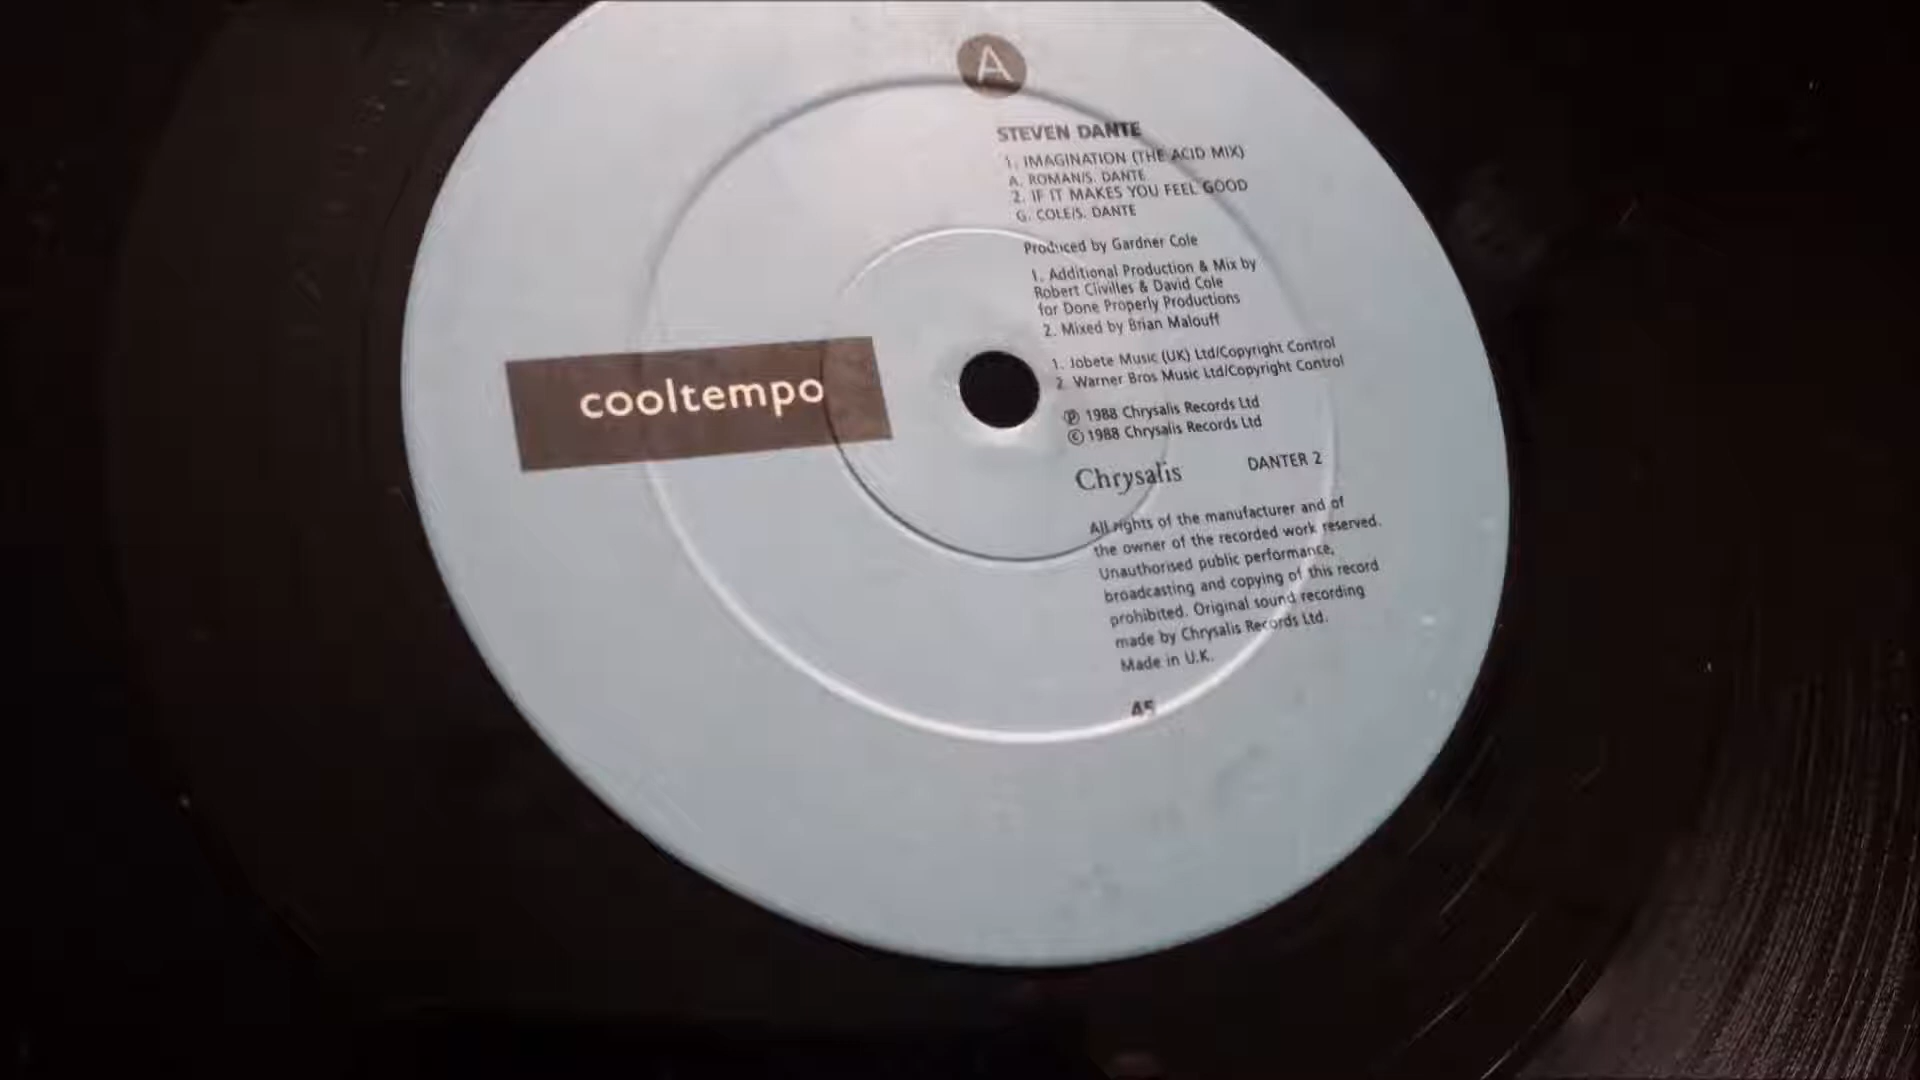 A
STEVEN DANTE
1. IMAGINATION (THE ACID MIX)
A. ROMAN/S. DANTE
2. IF IT MAKES YOU FEEL GOOD
G. COLE/S. DANTE
Produced by Gardner Cole
1. Additional Production & Mix by
Robert Clivilles & David Cole
for Done Properly Productions
2. Mixed by Brian Malouff
1. Jobete Music (UK) Ltd/Copyright Control
2. Warner Bros Music Ltd/Copyright Control
cooltempo
℗ 1988 Chrysalis Records Ltd
© 1988 Chrysalis Records Ltd
Chrysalis DANTER 2
All rights of the manufacturer and of
the owner of the recorded work reserved.
Unauthorised public performance,
broadcasting and copying of this record
prohibited. Original sound recording
made by Chrysalis Records Ltd.
Made in U.K.
45